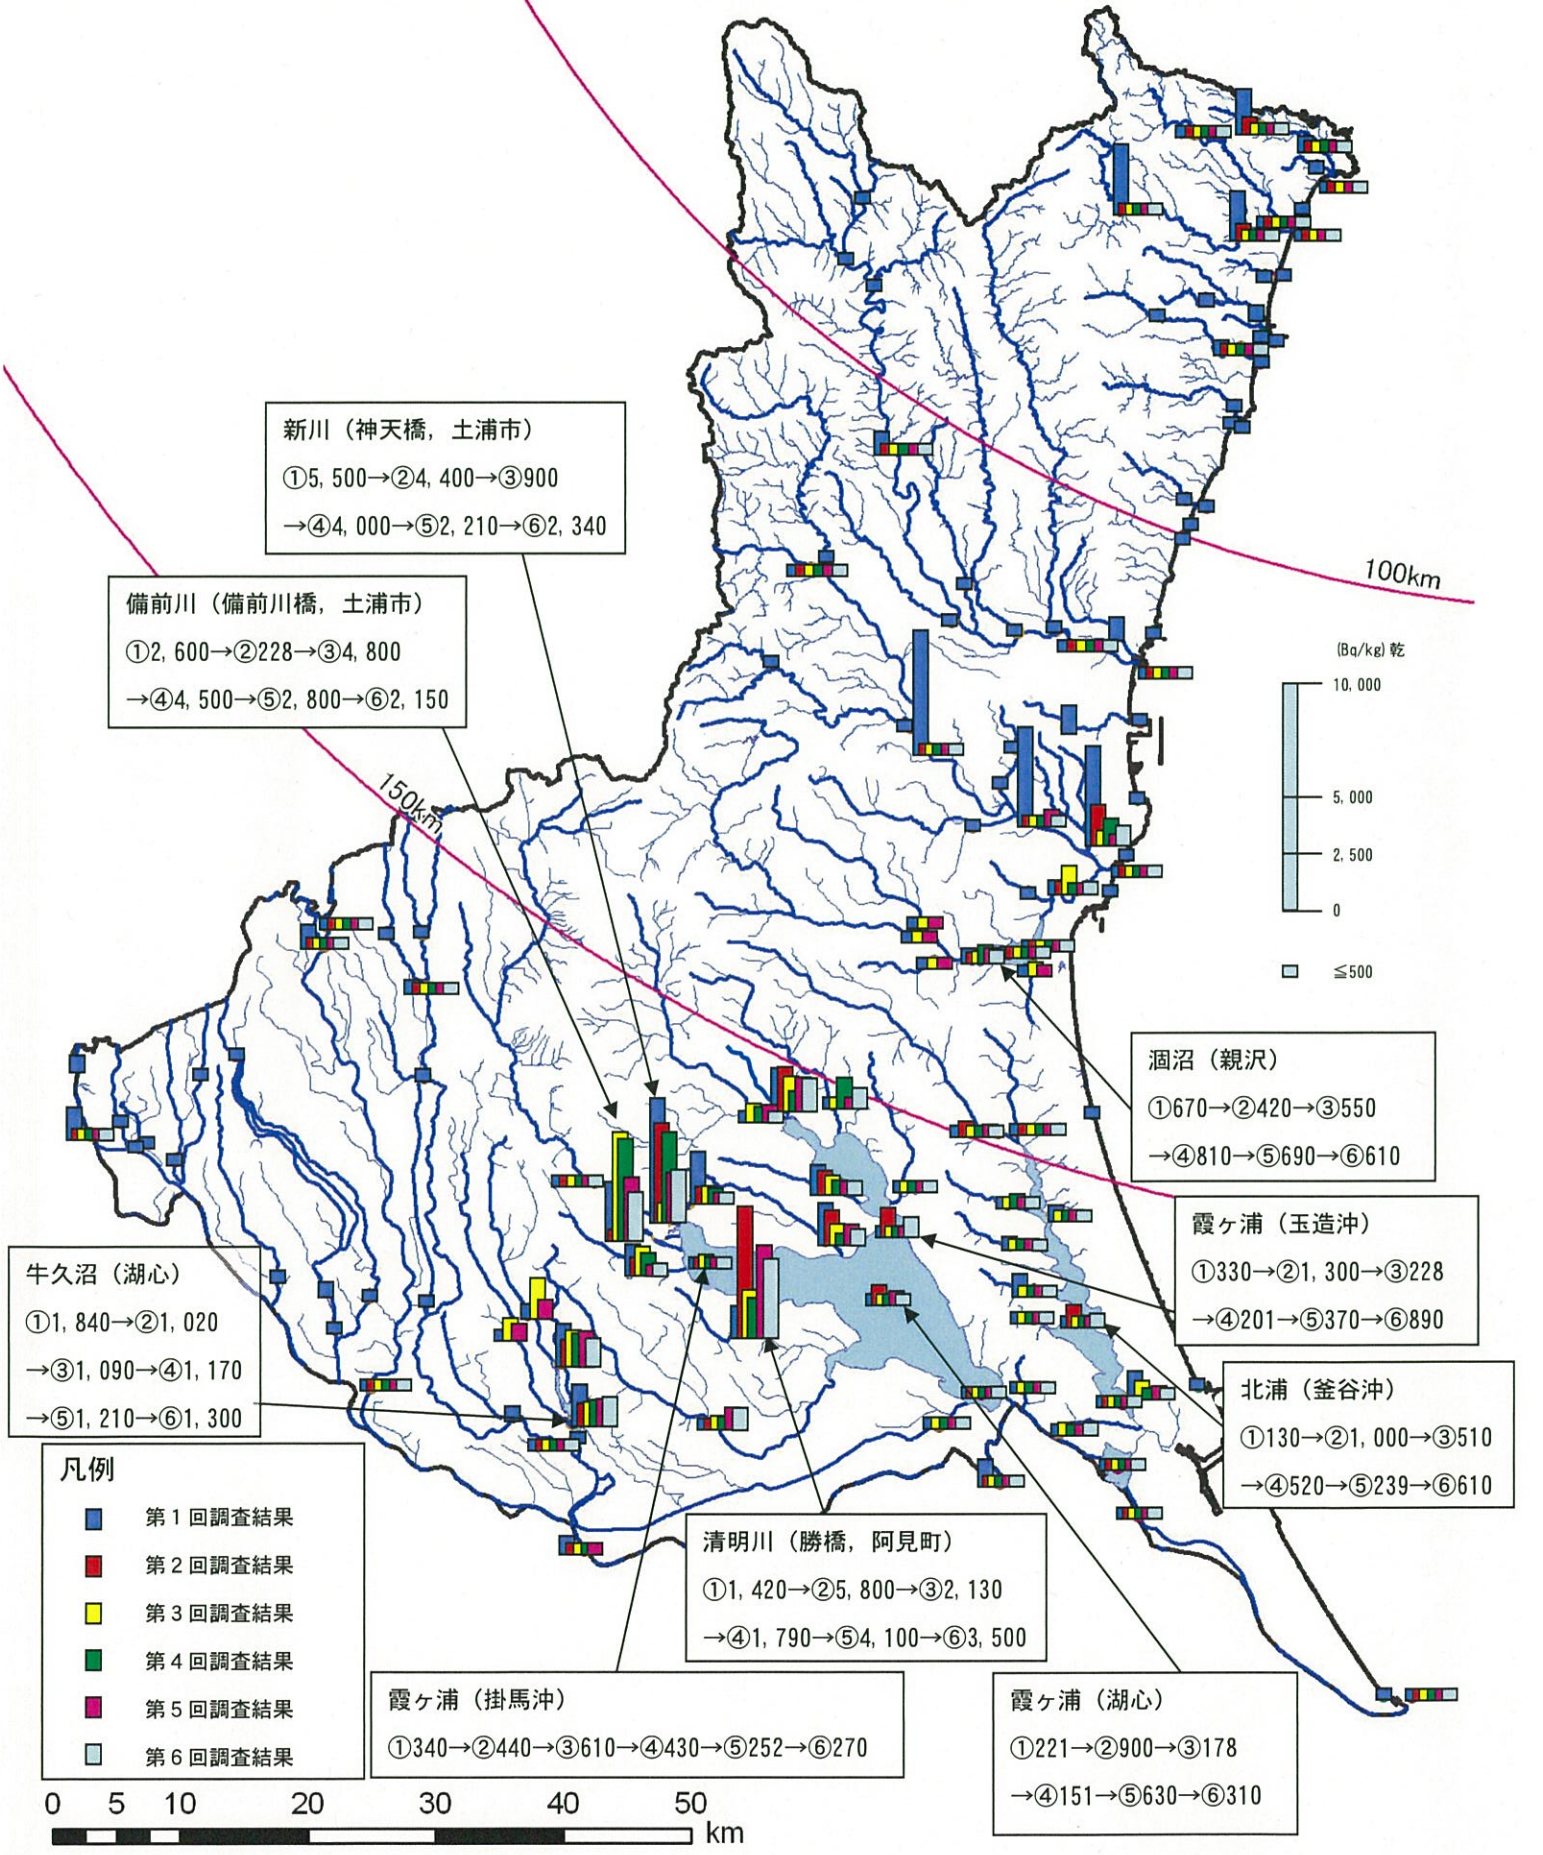 100km
(Bq/kg)乾
10,000
5,000
2,500
0
≦500
150km
新川（神天橋，土浦市）
①5,500→②4,400→③900
→④4,000→⑤2,210→⑥2,340
備前川（備前川橋，土浦市）
①2,600→②228→③4,800
→④4,500→⑤2,800→⑥2,150
涸沼（親沢）
①670→②420→③550
→④810→⑤690→⑥610
霞ヶ浦（玉造沖）
①330→②1,300→③228
→④201→⑤370→⑥890
牛久沼（湖心）
①1,840→②1,020
→③1,090→④1,170
→⑤1,210→⑥1,300
北浦（釜谷沖）
①130→②1,000→③510
→④520→⑤239→⑥610
凡例
第1回調査結果
第2回調査結果
第3回調査結果
第4回調査結果
第5回調査結果
第6回調査結果
清明川（勝橋，阿見町）
①1,420→②5,800→③2,130
→④1,790→⑤4,100→⑥3,500
霞ヶ浦（掛馬沖）
①340→②440→③610→④430→⑤252→⑥270
霞ヶ浦（湖心）
①221→②900→③178
→④151→⑤630→⑥310
0 5 10 20 30 40 50
km